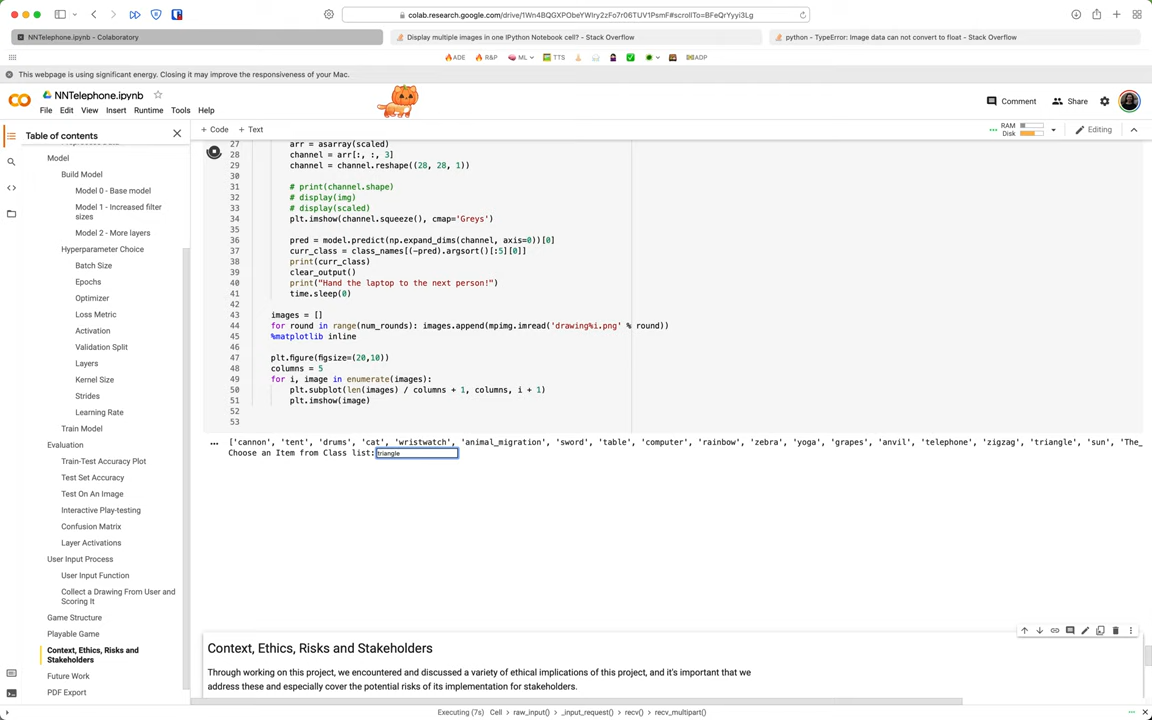 colab.research.google.com/drive/1Wn4BQGXPObeYWlry2zFo7r06TUV1PsmF#scrollTo=BFeQrYyyi3Lg
NNTelephone.ipynb - Colaboratory
Display multiple images in one IPython Notebook cell? - Stack Overflow
python - TypeError: Image data can not convert to float - Stack Overflow
ADE
R&P
ML
TTS
ADP
This webpage is using significant energy. Closing it may improve the responsiveness of your Mac.
NNTelephone.ipynb
File Edit View Insert Runtime Tools Help
Comment
Share
+ Code + Text
RAM
Disk
Editing
Table of contents
Model
Build Model
Model 0 - Base model
Model 1 - Increased filter
sizes
Model 2 - More layers
Hyperparameter Choice
Batch Size
Epochs
Optimizer
Loss Metric
Activation
Validation Split
Layers
Kernel Size
Strides
Learning Rate
Train Model
Evaluation
Train-Test Accuracy Plot
Test Set Accuracy
Test On An Image
Interactive Play-testing
Confusion Matrix
Layer Activations
User Input Process
User Input Function
Collect a Drawing From User and
Scoring It
Game Structure
Playable Game
Context, Ethics, Risks and
Stakeholders
Future Work
PDF Export
27 arr = asarray(scaled)
28 channel = arr[:, :, 3]
29 channel = channel.reshape((28, 28, 1))
30
31 # print(channel.shape)
32 # display(img)
33 # display(scaled)
34 plt.imshow(channel.squeeze(), cmap='Greys')
35
36 pred = model.predict(np.expand_dims(channel, axis=0))[0]
37 curr_class = class_names[(-pred).argsort()[:5][0]]
38 print(curr_class)
39 clear_output()
40 print("Hand the laptop to the next person!")
41 time.sleep(0)
42
43 images = []
44 for round in range(num_rounds): images.append(mpimg.imread('drawing%i.png' % round))
45 %matplotlib inline
46
47 plt.figure(figsize=(20,10))
48 columns = 5
49 for i, image in enumerate(images):
50 plt.subplot(len(images) / columns + 1, columns, i + 1)
51 plt.imshow(image)
52
53
['cannon', 'tent', 'drums', 'cat', 'wristwatch', 'animal_migration', 'sword', 'table', 'computer', 'rainbow', 'zebra', 'yoga', 'grapes', 'anvil', 'telephone', 'zigzag', 'triangle', 'sun', 'The_
Choose an Item from Class list: triangle
Context, Ethics, Risks and Stakeholders
Through working on this project, we encountered and discussed a variety of ethical implications of this project, and it's important that we
address these and especially cover the potential risks of its implementation for stakeholders.
Executing (7s) Cell > raw_input() > _input_request() > recv() > recv_multipart()